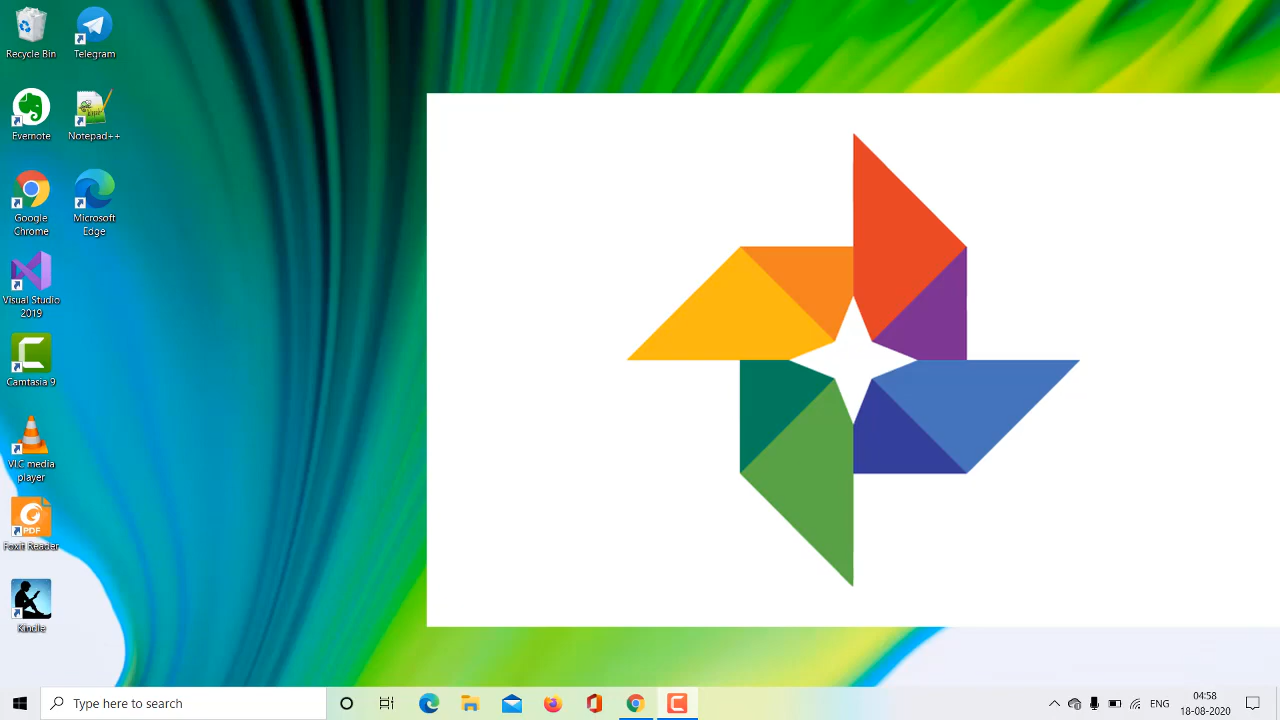 Recycle Bin
Telegram
Evernote
Notepad++
Google
Chrome
Microsoft
Edge
Visual Studio
2019
Camtasia 9
VLC media
player
PDF
Foxit Reader
Kindle
Type here to search
ENG
04:58
18-08-2020